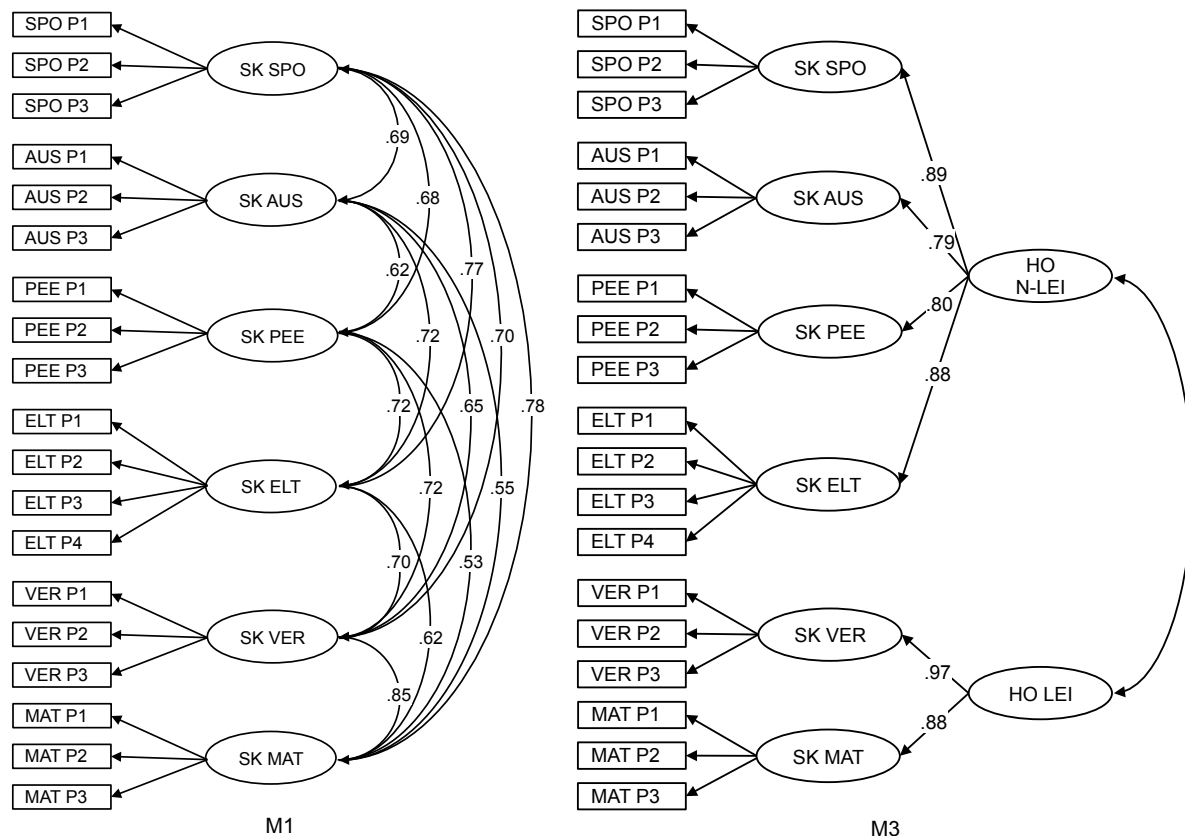 SPO P1
SPO P2
SPO P3
SK SPO
AUS P1
AUS P2
AUS P3
SK AUS
PEE P1
PEE P2
PEE P3
SK PEE
ELT P1
ELT P2
ELT P3
ELT P4
SK ELT
VER P1
VER P2
VER P3
SK VER
MAT P1
MAT P2
MAT P3
SK MAT
.69
.68
.62
.77
.72
.70
.72
.65
.78
.72
.55
.70
.53
.62
.85
M1
SPO P1
SPO P2
SPO P3
SK SPO
AUS P1
AUS P2
AUS P3
SK AUS
PEE P1
PEE P2
PEE P3
SK PEE
ELT P1
ELT P2
ELT P3
ELT P4
SK ELT
VER P1
VER P2
VER P3
SK VER
MAT P1
MAT P2
MAT P3
SK MAT
.89
.79
.80
.88
HO
N-LEI
.97
.88
HO LEI
M3